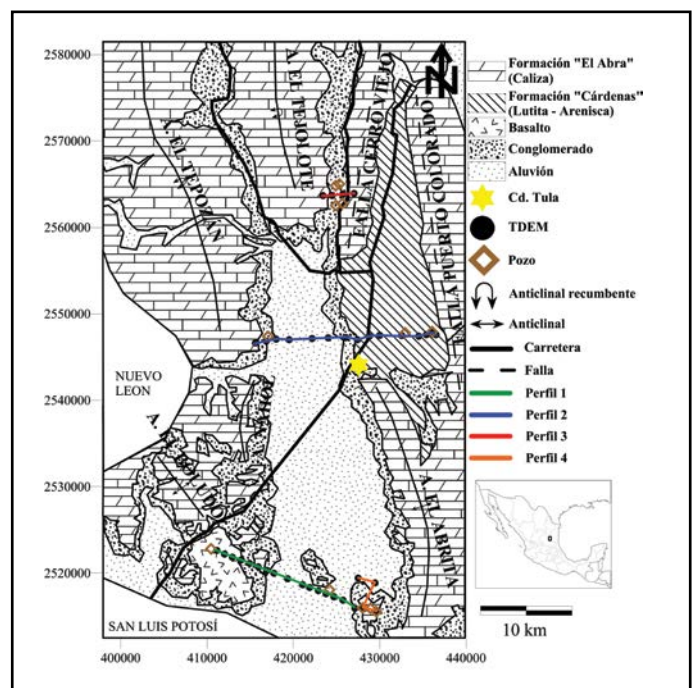 2580000
2570000
2560000
2550000
2540000
2530000
2520000
400000
410000
420000
430000
440000
A. EL TEPOZÁN
A. EL TEJOLOTE
FALLA CERRO VIEJO
FALLA PUERTO COLORADO
NUEVO
LEON
A. EL ABRITA
SAN LUIS POTOSÍ
N
Formación "El Abra"
(Caliza)
Formación "Cárdenas"
(Lutita - Arenisca)
Basalto
Conglomerado
Aluvión
Cd. Tula
TDEM
Pozo
Anticlinal recumbente
Anticlinal
Carretera
Falla
Perfil 1
Perfil 2
Perfil 3
Perfil 4
10 km